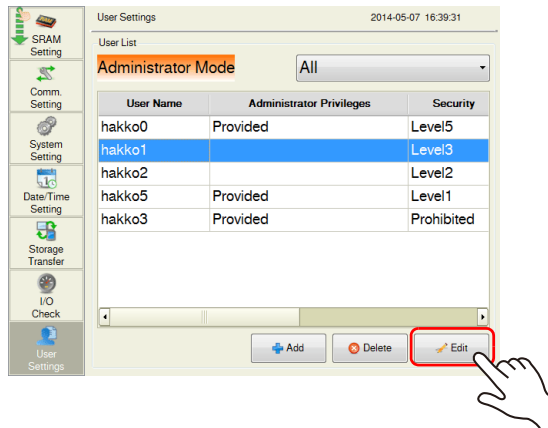 SRAM
Setting
Comm.
Setting
System
Setting
Date/Time
Setting
Storage
Transfer
I/O
Check
User
Settings
User Settings 2014-05-07 16:39:31
User List
Administrator Mode All
User Name Administrator Privileges Security
hakko0 Provided Level5
hakko1 Level3
hakko2 Level2
hakko5 Provided Level1
hakko3 Provided Prohibited
Add Delete Edit